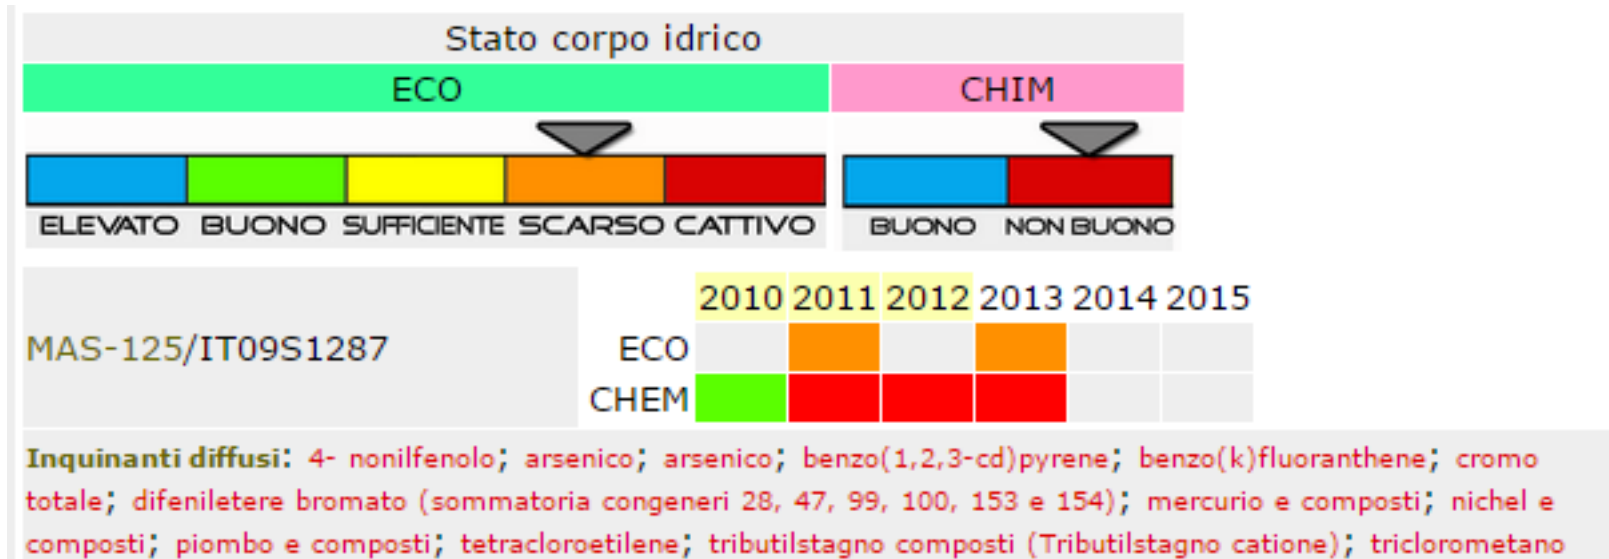 Stato corpo idrico
ECO CHIM
ELEVATO BUONO SUFFICIENTE SCARSO CATTIVO BUONO NON BUONO
2010 2011 2012 2013 2014 2015
MAS-125/IT09S1287 ECO
CHEM
Inquinanti diffusi: 4- nonilfenolo; arsenico; arsenico; benzo(1,2,3-cd)pyrene; benzo(k)fluoranthene; cromo
totale; difeniletere bromato (sommatoria congeneri 28, 47, 99, 100, 153 e 154); mercurio e composti; nichel e
composti; piombo e composti; tetracloroetilene; tributilstagno composti (Tributilstagno catione); triclorometano